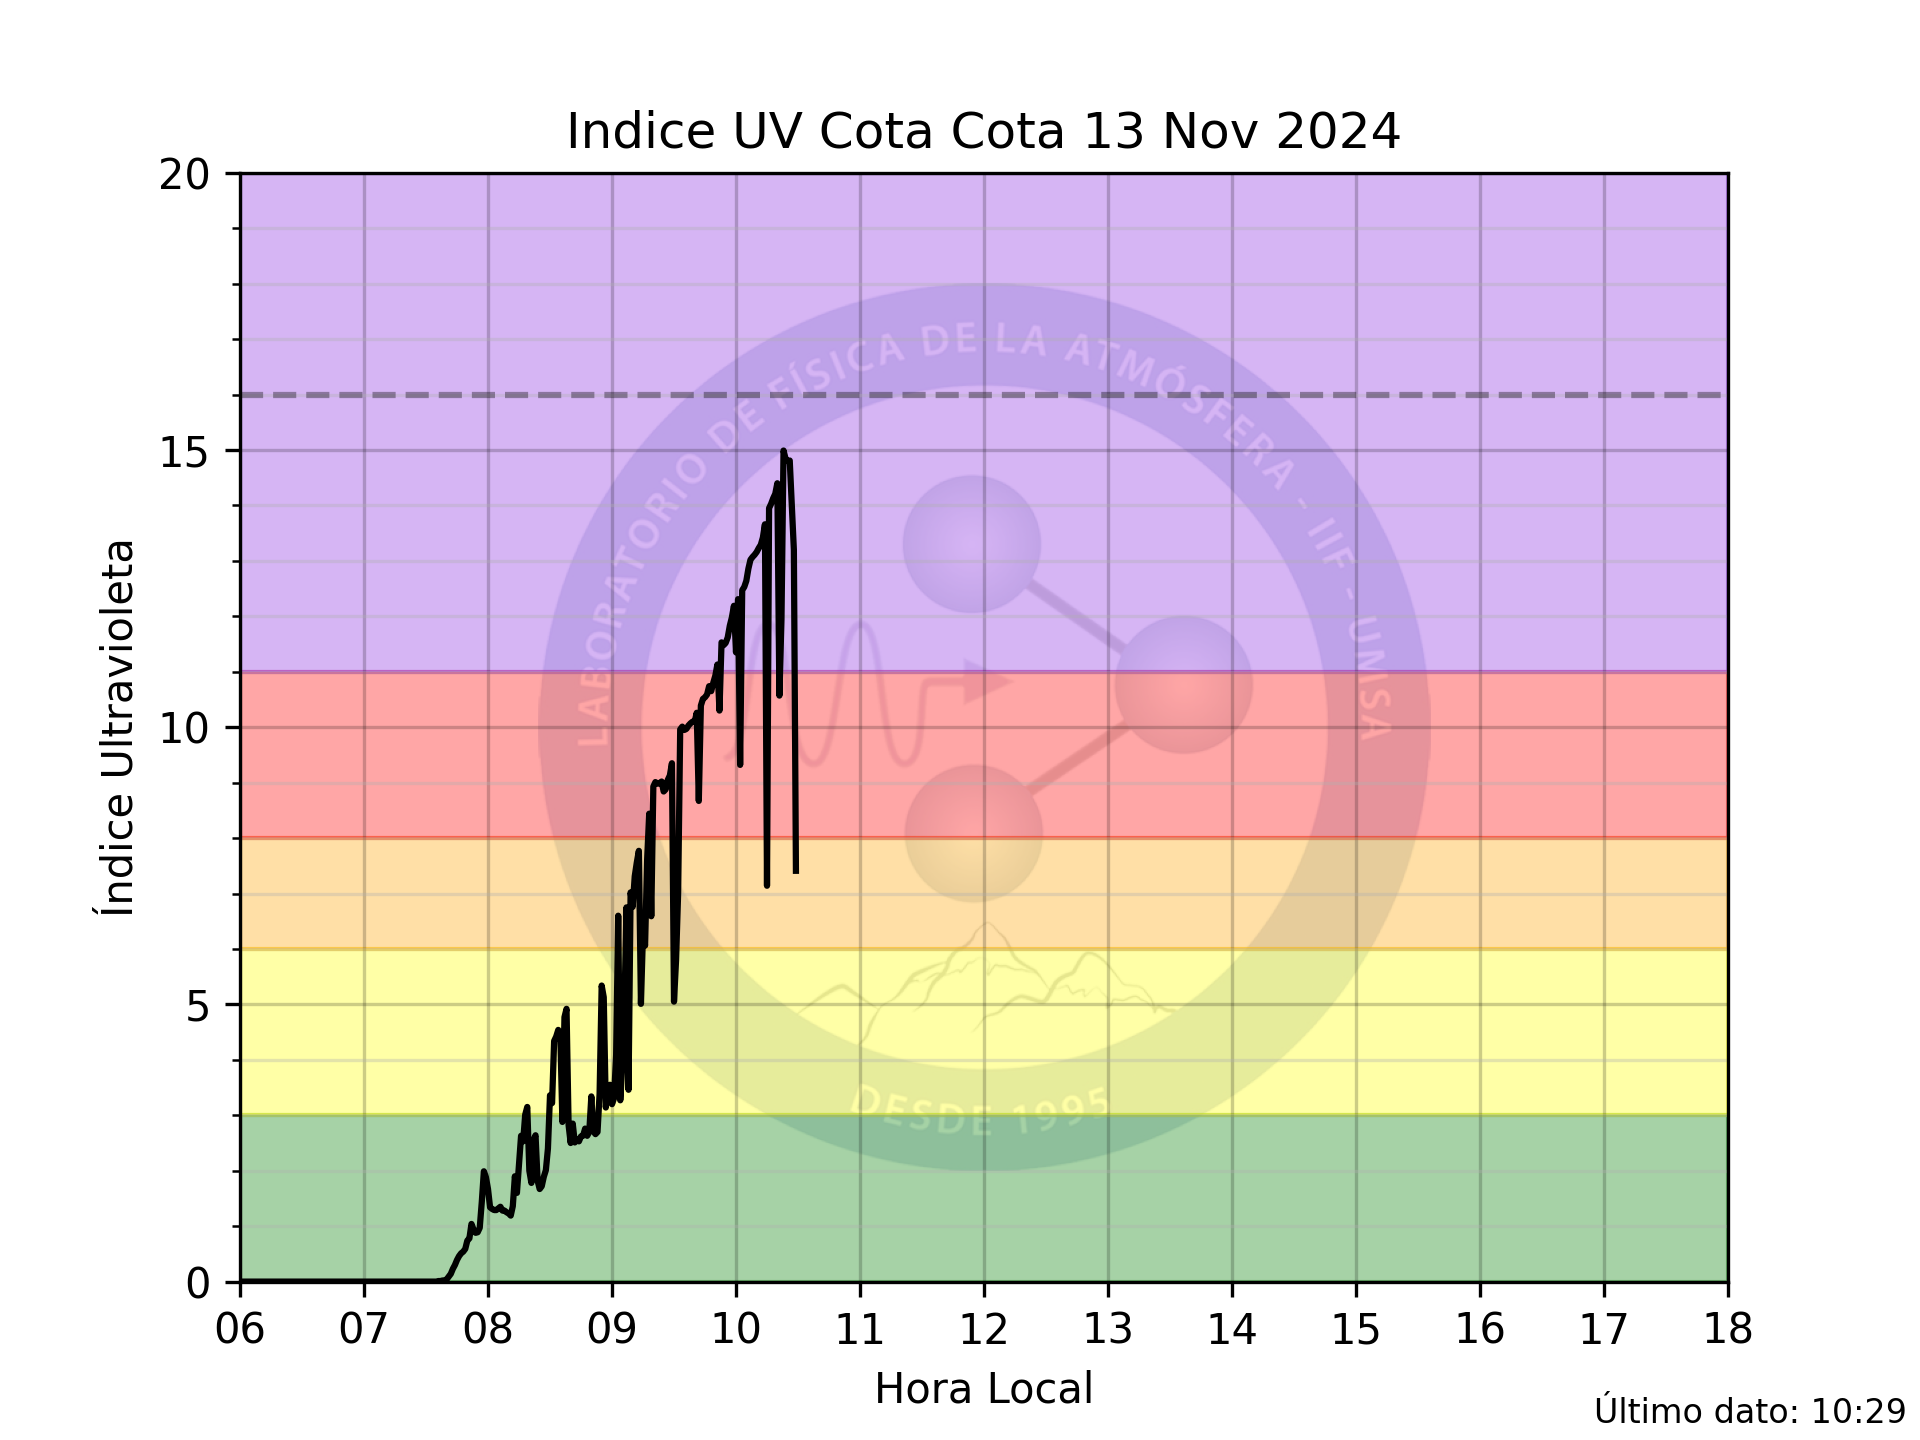 Indice UV Cota Cota 13 Nov 2024
20
15
10
5
0
Índice Ultravioleta
LABORATORIO DE FÍSICA DE LA ATMÓSFERA - IIF - UMSA
DESDE 1995
06 07 08 09 10 11 12 13 14 15 16 17 18
Hora Local
Último dato: 10:29